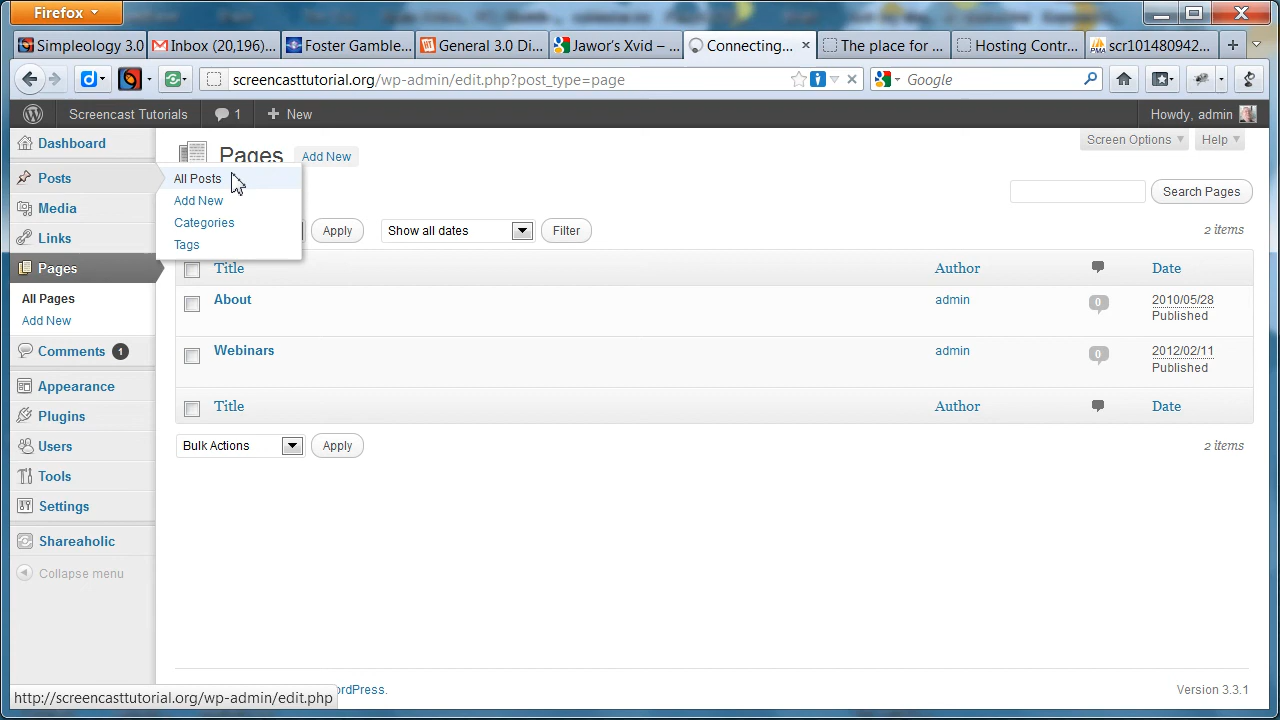 Firefox
Simpleology 3.0
Inbox (20,196)...
Foster Gamble...
General 3.0 Di...
Jawor's Xvid – ...
Connecting...
The place for ...
Hosting Contr...
scr101480942...
screencasttutorial.org/wp-admin/edit.php?post_type=page
Google
Screencast Tutorials
1
New
Howdy, admin
Dashboard
Posts
Media
Links
Pages
All Pages
Add New
Comments 1
Appearance
Plugins
Users
Tools
Settings
Shareaholic
Collapse menu
All Posts
Add New
Categories
Tags
Pages
Add New
Screen Options
Help
Search Pages
Apply
Show all dates
Filter
2 items
Title
Author
Date
About
admin
0
2010/05/28
Published
Webinars
admin
0
2012/02/11
Published
Title
Author
Date
Bulk Actions
Apply
2 items
http://screencasttutorial.org/wp-admin/edit.php
Version 3.3.1